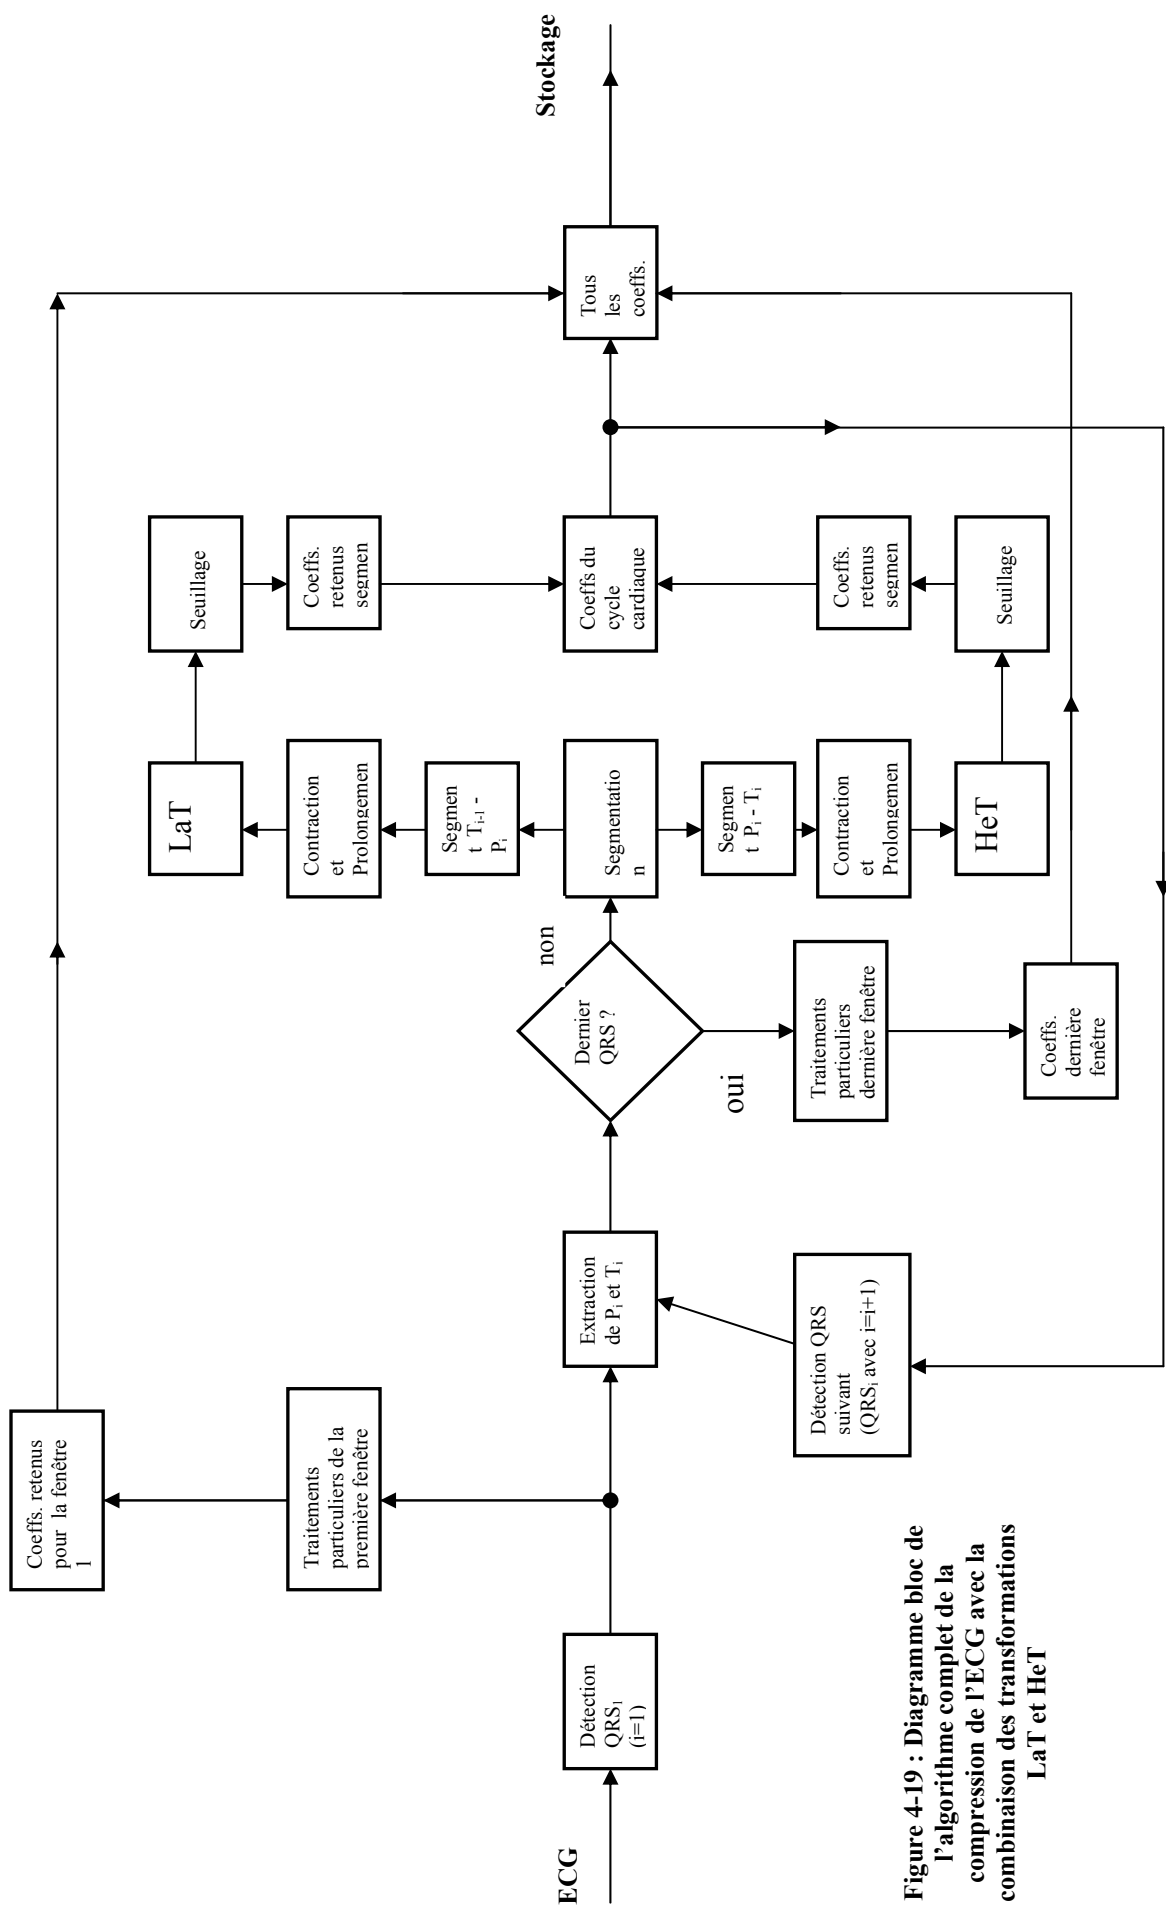 ECG
Détection
QRS₁
(i=1)
Traitements
particuliers de la
première fenêtre
Coeffs. retenus
pour la fenêtre
1
Extraction
de Pᵢ et Tᵢ
Détection QRS
suivant
(QRSᵢ avec i=i+1)
Dernier
QRS ?
non
oui
Traitements
particuliers
dernière fenêtre
Coeffs.
dernière
fenêtre
Segmentatio
n
Segmen
t Tᵢ₋₁ -
Pᵢ
Contraction
et
Prolongemen
LaT
Seuillage
Coeffs.
retenus
segmen
Segmen
t Pᵢ - Tᵢ
Contraction
et
Prolongemen
HeT
Seuillage
Coeffs.
retenus
segmen
Coeffs du
cycle
cardiaque
Tous
les
coeffs.
Stockage
Figure 4-19 : Diagramme bloc de
l'algorithme complet de la
compression de l'ECG avec la
combinaison des transformations
LaT et HeT